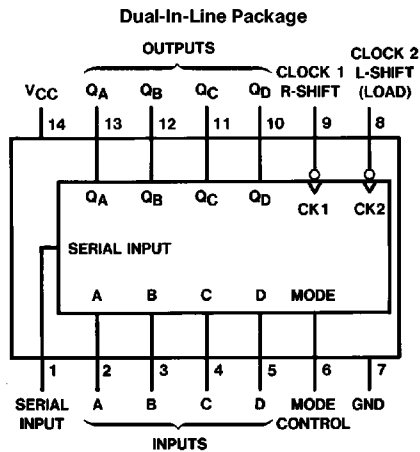 Dual-In-Line Package
OUTPUTS
CLOCK 2
CLOCK 1 L-SHIFT
VCC QA QB QC QD R-SHIFT (LOAD)
14 13 12 11 10 9 8
QA QB QC QD CK1 CK2
SERIAL INPUT
A B C D MODE
1 2 3 4 5 6 7
SERIAL A B C D MODE GND
INPUT CONTROL
INPUTS